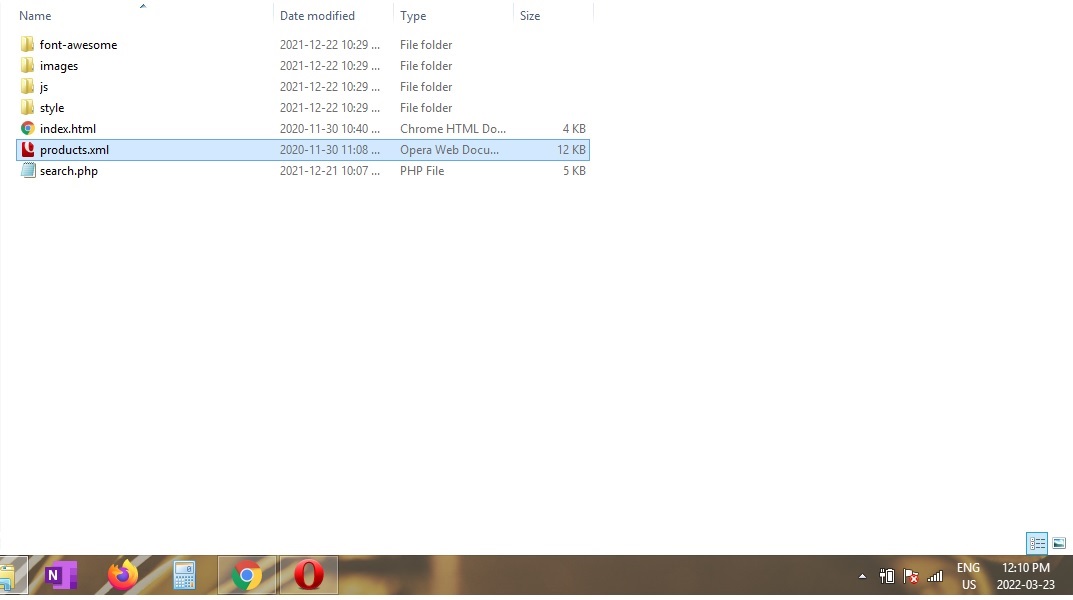 Name Date modified Type Size
font-awesome 2021-12-22 10:29 ... File folder
images 2021-12-22 10:29 ... File folder
js 2021-12-22 10:29 ... File folder
style 2021-12-22 10:29 ... File folder
index.html 2020-11-30 10:40 ... Chrome HTML Do... 4 KB
products.xml 2020-11-30 11:08 ... Opera Web Docu... 12 KB
search.php 2021-12-21 10:07 ... PHP File 5 KB
N
ENG 12:10 PM
US 2022-03-23